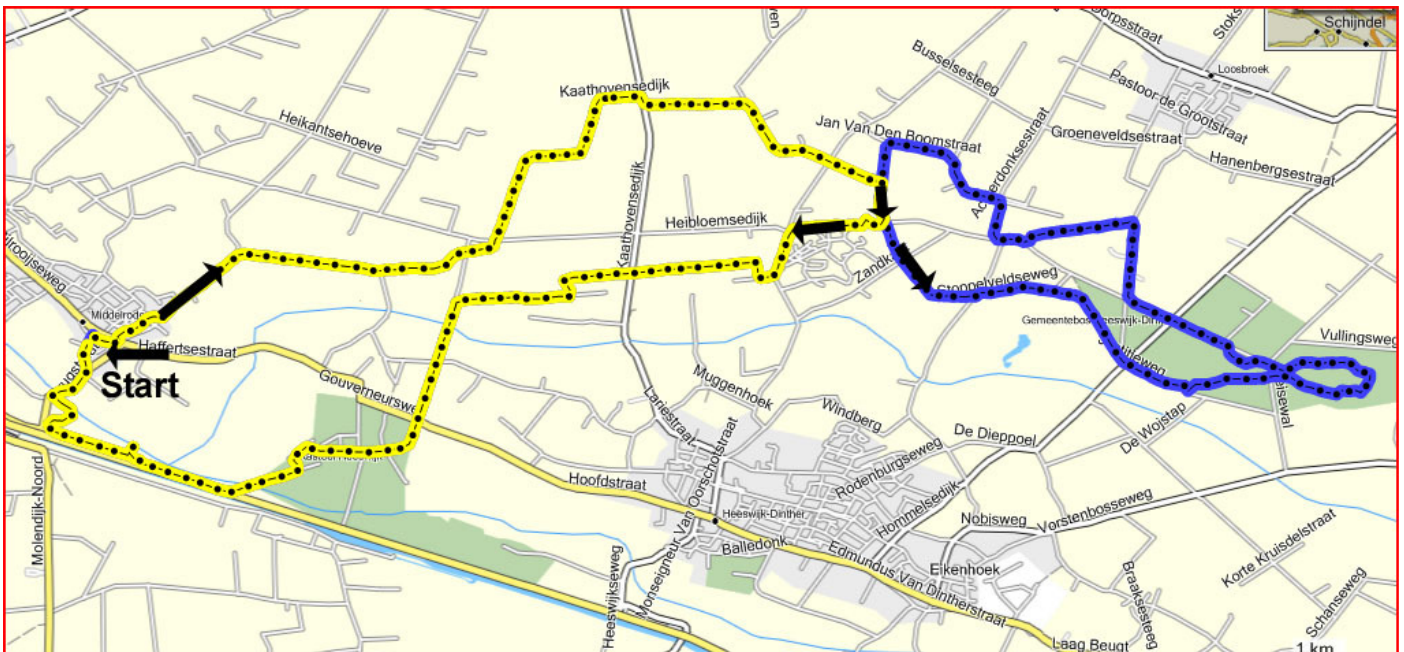 Schijndel
Dorpsstraat
Busselsesteeg
Loosbroek
Kaathovensedijk
Pastoor de Grootstraat
Heikantsehoeve
Jan Van Den Boomstraat
Groeneveldsestraat
Hanenbergsestraat
Heibloemsedijk
Kaathovensedijk
Stoppelveldseweg
Middelrode
Haffertsestraat
Start
Vullingsweg
Gouverneursweg
Muggenhoek
Windberg
Lariestraat
De Dieppoel
De Wojstap
Rodenburgseweg
Molendijk-Noord
Hoofdstraat
Monseigneur Van Oorschotstraat
Hommelsedijk
Heeswijk-Dinther
Nobisweg
Vorstenbosseweg
Balledonk
Edmundus Van Dintherstraat
Eikenhoek
Korte Kruisdelstraat
Heeswijkseweg
Braaksesteeg
Schanseweg
Laag Beugt
1 km